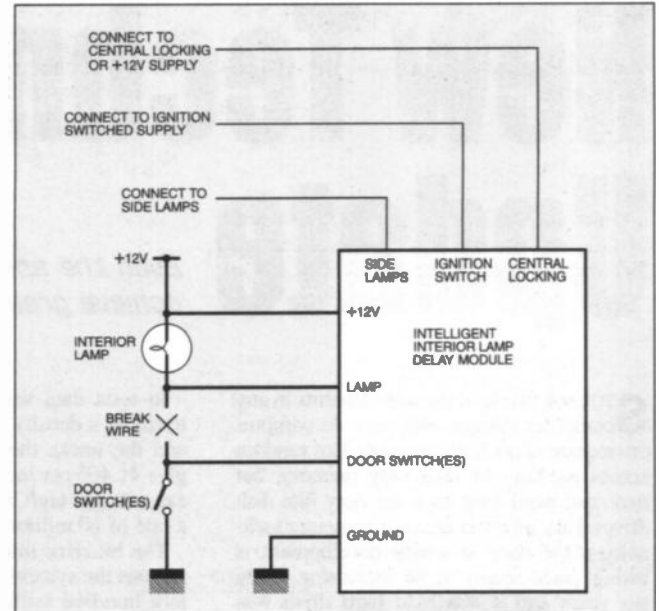 CONNECT TO
CENTRAL LOCKING
OR +12V SUPPLY
CONNECT TO IGNITION
SWITCHED SUPPLY
CONNECT TO
SIDE LAMPS
+12V
SIDE
LAMPS
IGNITION
SWITCH
CENTRAL
LOCKING
+12V
INTERIOR
LAMP
INTELLIGENT
INTERIOR LAMP
DELAY MODULE
LAMP
BREAK
WIRE
DOOR SWITCH(ES)
DOOR
SWITCH(ES)
GROUND